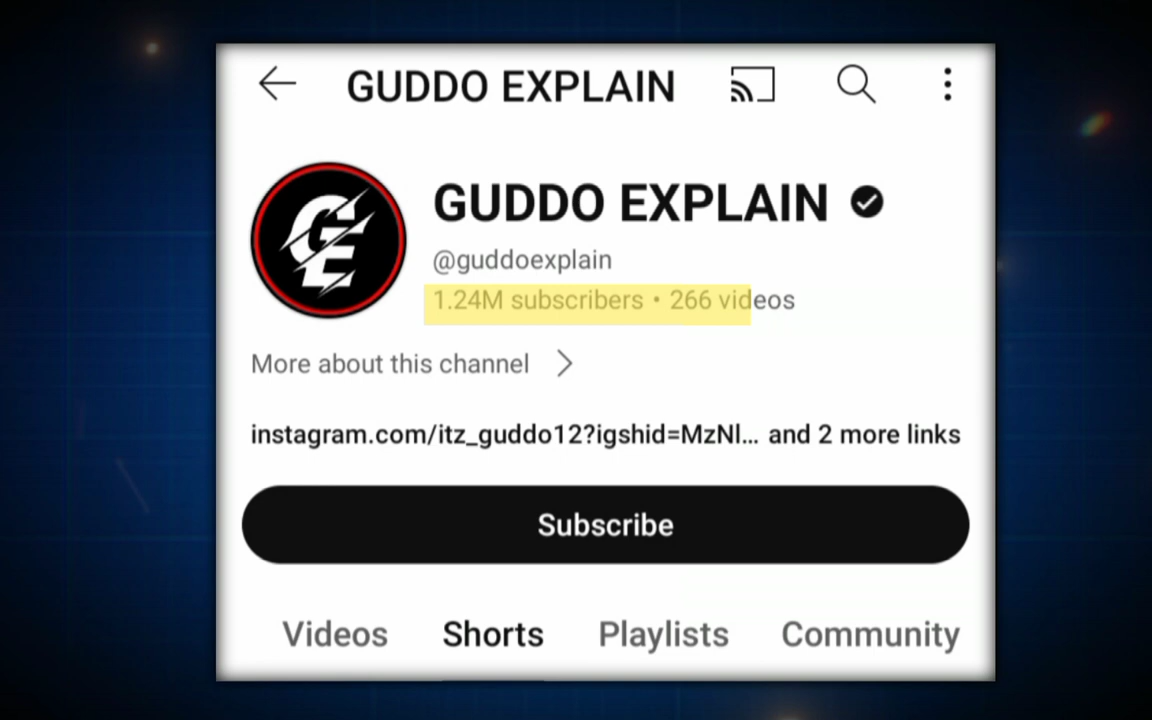 GUDDO EXPLAIN
GE
GUDDO EXPLAIN
@guddoexplain
1.24M subscribers • 266 videos
More about this channel
instagram.com/itz_guddo12?igshid=MzNl... and 2 more links
Subscribe
Videos Shorts Playlists Community